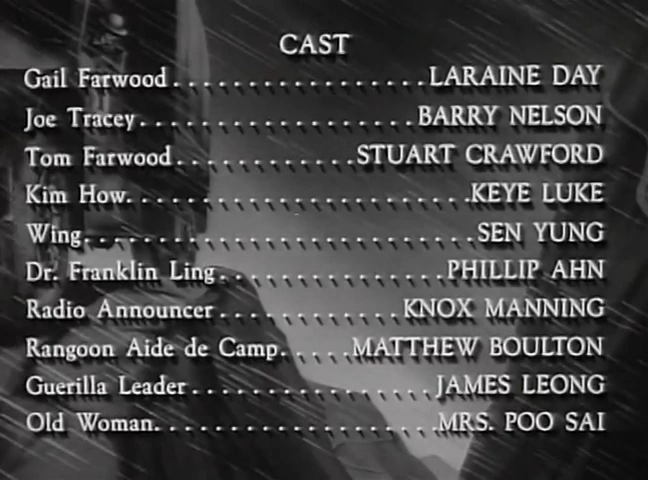 CAST
Gail Farwood..................LARAINE DAY
Joe Tracey...................BARRY NELSON
Tom Farwood............STUART CRAWFORD
Kim How.......................KEYE LUKE
Wing..........................SEN YUNG
Dr. Franklin Ling...............PHILLIP AHN
Radio Announcer.............KNOX MANNING
Rangoon Aide de Camp.....MATTHEW BOULTON
Guerilla Leader.................JAMES LEONG
Old Woman....................MRS. POO SAI